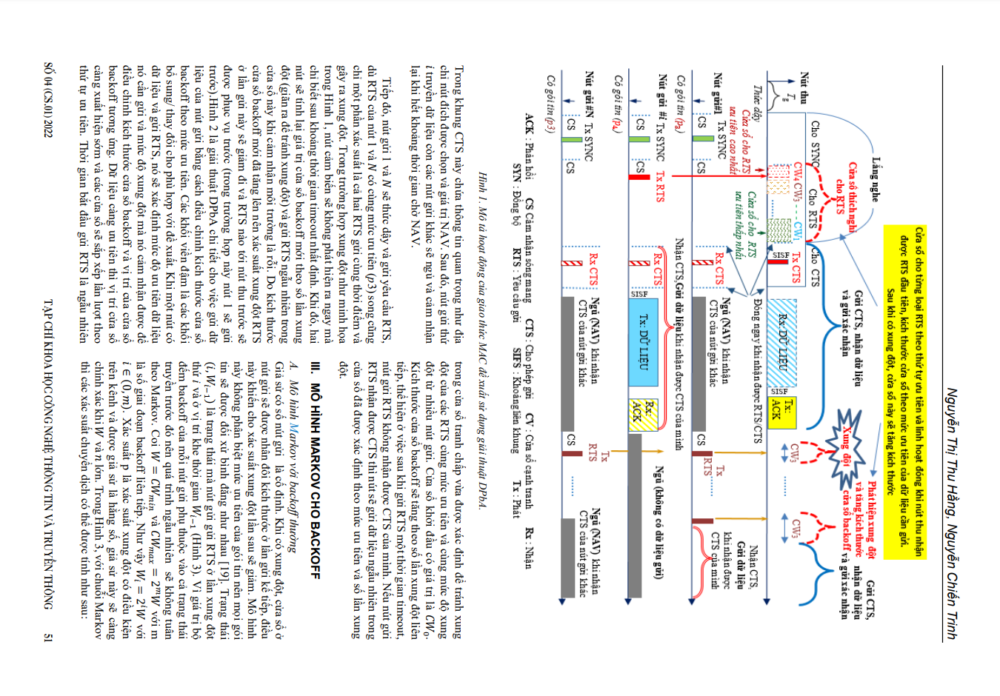 Nguyễn Thị Thu Hằng, Nguyễn Chiến Trinh
Cửa sổ cho từng loại RTS theo thứ tự ưu tiên và linh hoạt đóng khi nút thu nhận
được RTS đầu tiên, kích thước cửa sổ theo mức ưu tiên của dữ liệu cần gửi.
Sau khi có xung đột, cửa sổ này sẽ tăng kích thước
Lắng nghe
Cửa sổ thích nghi
cho RTS
Gửi CTS, nhận dữ liệu
và gửi xác nhận
Xung
đột
Phát hiện xung đột
và tăng kích thước
cửa sổ backoff
Gửi CTS,
nhận dữ liệu
và gửi xác nhận
Nút thu
Cho SYNC
Cho RTS
Cho CTS
CW4 CW3 - - - CW1
Tx CTS
SISF
Rx: DỮ LIỆU
SISF
Tx:
ACK
CW3
CW3
Thức dậy
Cửa sổ cho RTS
ưu tiên cao nhất
Cửa sổ cho RTS
ưu tiên thấp nhất
Đóng ngay khi nhận được RTS/CTS
Nút gửi#1
Tx SYNC
CS
CS
Rx CTS
Ngủ (NAV) khi nhận
CTS của nút gửi khác
CS
Tx
RTS
Nhận CTS,
Gửi dữ liệu
khi nhận được
CTS của mình
Có gói tin (p3)
Nhận CTS,Gửi dữ liệu khi nhận được CTS của mình
Nút gửi #1
Tx SYNC
Tx RTS
CS
CS
Rx CTS
SISF
Tx: DỮ LIỆU
Rx:
ACK
Ngủ (không có dữ liệu gửi)
Có gói tin (p4)
Nút gửi#N
Tx SYNC
CS
CS
Rx CTS
Ngủ (NAV) khi nhận
CTS của nút gửi khác
CS
Tx
RTS
Ngủ (NAV) khi nhận
CTS của nút gửi khác
Có gói tin (p3)
ACK : Phản hồi CS Cảm nhận sóng mang CTS : Cho phép gửi CV : Cửa sổ cạnh tranh Rx : Nhận
SYN : Đồng bộ RTS : Yêu cầu gửi SIFS : Khoảng liên khung Tx : Phát
Hình 1. Mô tả hoạt động của giao thức MAC đề xuất sử dụng giải thuật DPbA.
Trong khung CTS này chứa thông tin quan trọng như địa
chỉ nút đích được chọn và giá trị NAV. Sau đó, nút gửi thứ
i truyền dữ liệu còn các nút gửi khác sẽ ngủ và cảm nhận
lại khi hết khoảng thời gian chờ NAV.
Tiếp đó, nút gửi 1 và N sẽ thức dậy và gửi yêu cầu RTS,
dù RTS của nút 1 và N có cùng mức ưu tiên (p3) song cũng
chỉ một phần xác suất là cả hai RTS gửi cùng thời điểm và
gây ra xung đột. Trong trường hợp xung đột như minh họa
trong Hình 1, nút cảm biến sẽ không phát hiện ra ngay mà
chỉ biết sau khoảng thời gian timeout nhất định. Khi đó, hai
nút sẽ tính lại giá trị cửa sổ backoff mới theo số lần xung
đột (giãn ra để tránh xung đột) và gửi RTS ngẫu nhiên trong
cửa sổ này khi cảm nhận môi trường là rỗi. Do kích thước
cửa sổ backoff mới đã tăng lên nên xác suất xung đột RTS
ở lần gửi này sẽ giảm đi và RTS nào tới nút thu trước sẽ
được phục vụ trước (trong trường hợp này nút 1 sẽ gửi
trước).Hình 2 là giải thuật DPbA chi tiết cho việc gửi dữ
liệu của nút gửi bằng cách điều chỉnh kích thước cửa sổ
backoff theo mức ưu tiên. Các khối viền đậm là các khối
bổ sung/ thay đổi cho phù hợp với đề xuất. Khi một nút có
dữ liệu và gửi RTS, nó sẽ xác định mức độ ưu tiên dữ liệu
nó cần gửi và mức độ xung đột mà nó cảm nhận được để
điều chỉnh kích thước cửa sổ backoff và vị trí của cửa sổ
backoff tương ứng. Dữ liệu càng ưu tiên thì vị trí cửa sổ
càng xuất hiện sớm và các cửa sổ sẽ sắp xếp lần lượt theo
thứ tự ưu tiên. Thời gian bắt đầu gửi RTS là ngẫu nhiên
trong cửa sổ tranh chấp vừa được xác định để tránh xung
đột của các RTS cùng mức ưu tiên và cùng mức độ xung
đột từ nhiều nút gửi. Cửa sổ khởi đầu có giá trị là CW0.
Kích thước cửa sổ backoff sẽ tăng theo số lần xung đột liên
tiếp, thể hiện ở việc sau khi gửi RTS một thời gian timeout,
nút gửi RTS không nhận được CTS của mình. Nếu nút gửi
RTS nhận được CTS thì nút sẽ gửi dữ liệu ngẫu nhiên trong
cửa sổ đã được xác định theo mức ưu tiên và số lần xung
đột.
III. MÔ HÌNH MARKOV CHO BACKOFF
A. Mô hình Markov với backoff thường
Giả sử có số nút gửi là cố định. Khi có xung đột, cửa sổ ở
nút gửi sẽ được nhân đôi kích thước ở lần gửi kế tiếp, điều
này khiến cho xác suất xung đột lần sau sẽ giảm. Mô hình
này không phân biệt mức ưu tiên của gói tin nên mọi gói
tin sẽ được đối xử bình đẳng như nhau [19]. Trạng thái
(i, Wi−1) là trạng thái mà nút gửi gửi RTS ở lần xung đột
thứ i và ở vị trí khe thời gian Wi−1 (Hình 3). Vì giá trị bộ
đếm backoff của mỗi nút gửi phụ thuộc vào cả trạng thái
truyền trước đó nên quá trình ngẫu nhiên sẽ không tuân
theo Markov. Coi W = CWmin và CWmax = 2^mW với m
là số giai đoạn backoff liên tiếp. Như vậy Wi = 2^iW với
i ∈ (0, m). Xác suất p là xác suất xung đột có điều kiện
trên kênh và được giả sử là hằng số, giả sử này sẽ càng
chính xác khi W và n lớn. Trong Hình 3, với chuỗi Markov
thì các xác suất chuyển dịch có thể được tính như sau:
SỐ 04 (CS.01) 2022
TẠP CHÍ KHOA HỌC CÔNG NGHỆ THÔNG TIN VÀ TRUYỀN THÔNG
51